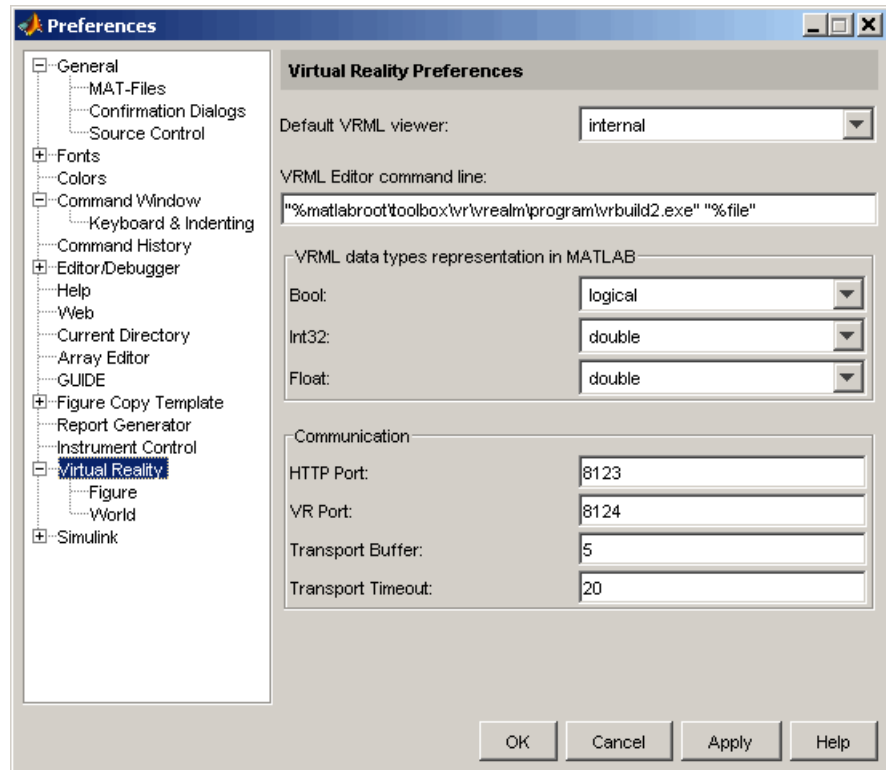 Preferences
General
MAT-Files
Confirmation Dialogs
Source Control
Fonts
Colors
Command Window
Keyboard & Indenting
Command History
Editor/Debugger
Help
Web
Current Directory
Array Editor
GUIDE
Figure Copy Template
Report Generator
Instrument Control
Virtual Reality
Figure
World
Simulink
Virtual Reality Preferences
Default VRML viewer: internal
VRML Editor command line:
"%matlabroot\toolbox\vr\vrealm\program\vrbuild2.exe" "%file"
VRML data types representation in MATLAB
Bool: logical
Int32: double
Float: double
Communication
HTTP Port: 8123
VR Port: 8124
Transport Buffer: 5
Transport Timeout: 20
OK Cancel Apply Help